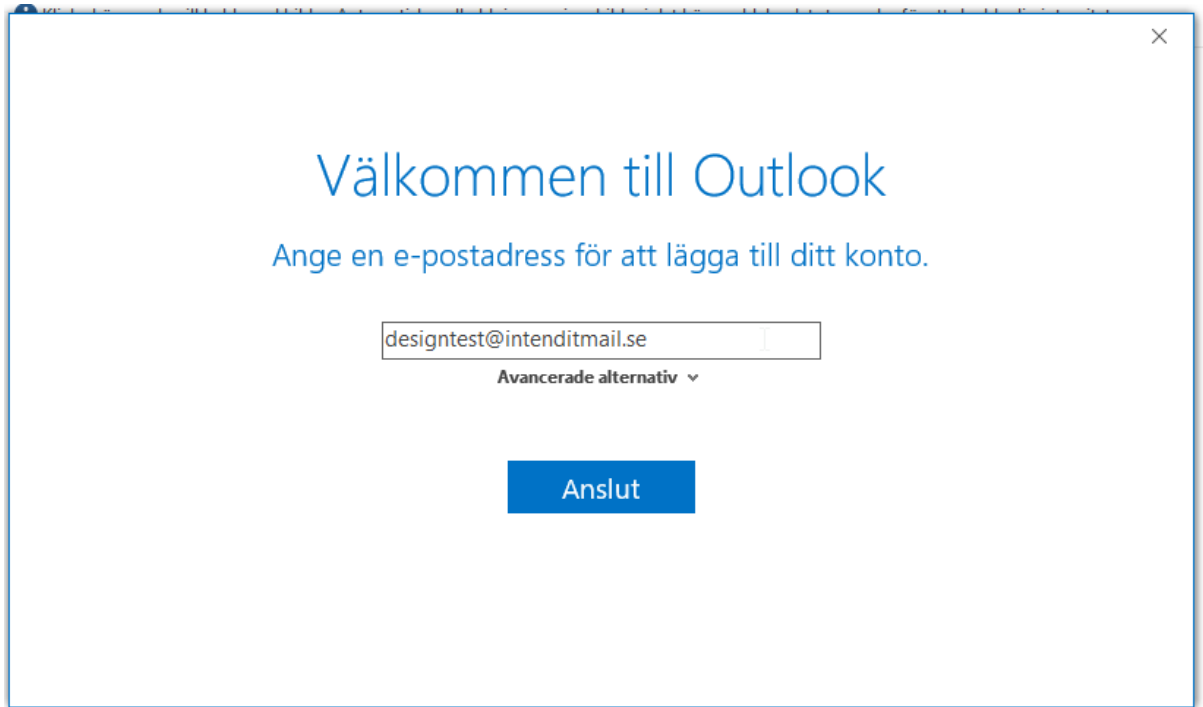 Välkommen till Outlook
Ange en e-postadress för att lägga till ditt konto.
designtest@intenditmail.se
Avancerade alternativ
Anslut